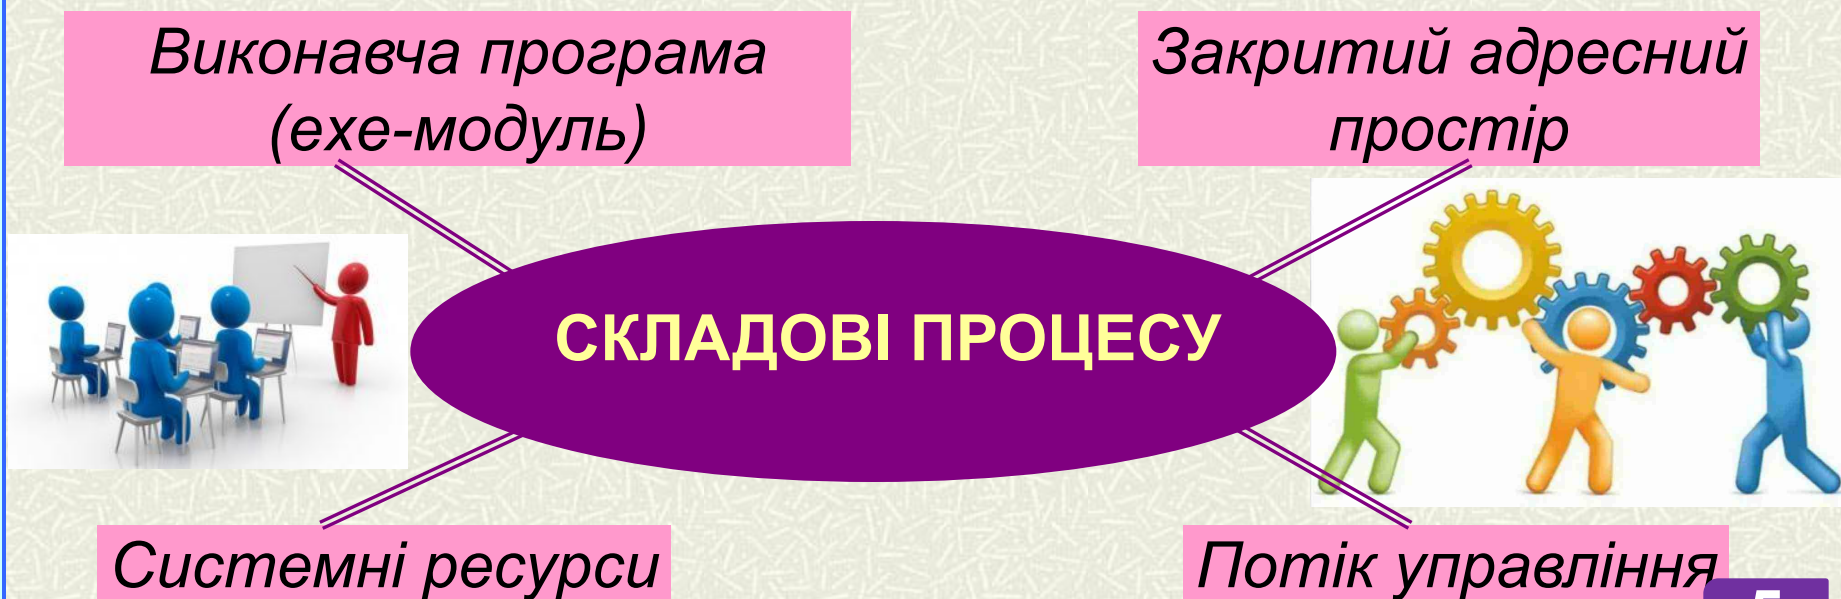 Виконавча програма
(exe-модуль)
Закритий адресний
простір
СКЛАДОВІ ПРОЦЕСУ
Системні ресурси
Потік управління